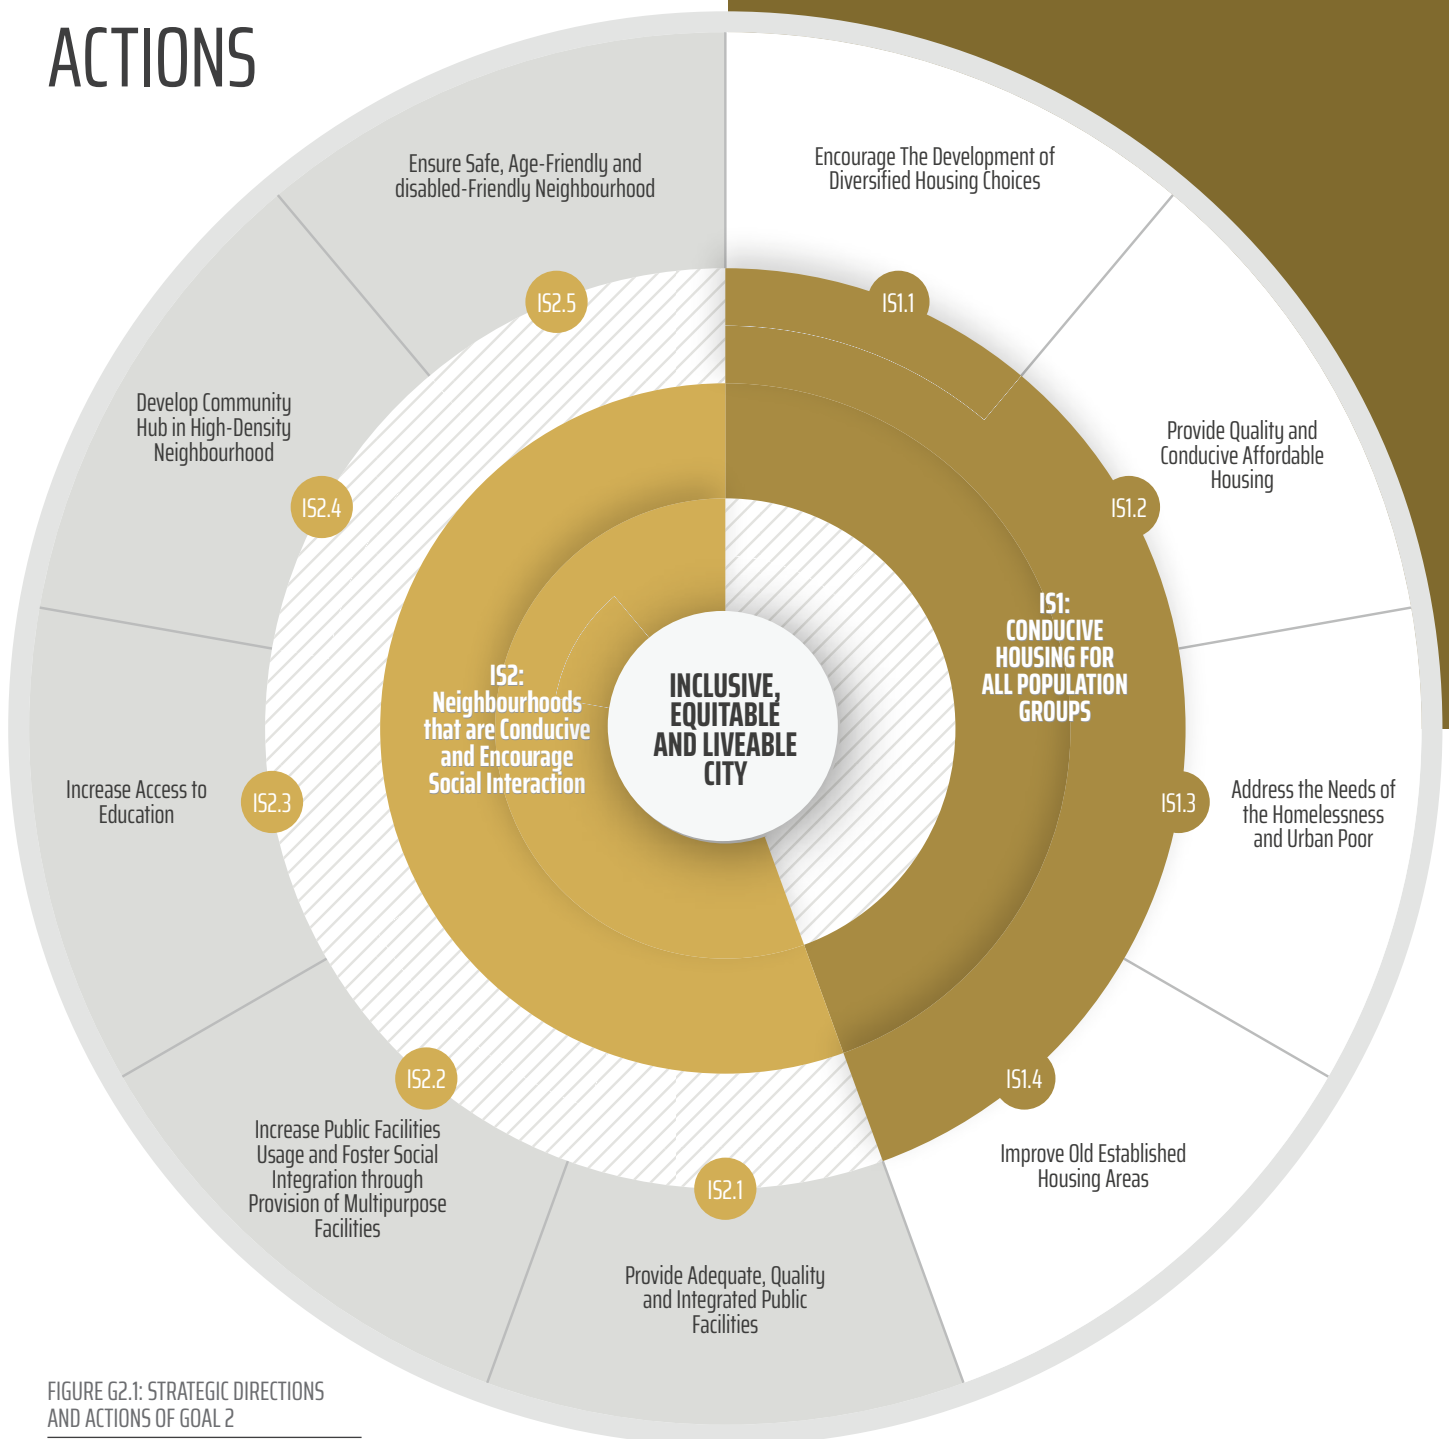 ACTIONS
Encourage The Development of
Diversified Housing Choices
IS1.1
Provide Quality and
Conducive Affordable
Housing
IS1.2
IS1:
CONDUCIVE
HOUSING FOR
ALL POPULATION
GROUPS
IS1.3
Address the Needs of
the Homelessness
and Urban Poor
IS1.4
Improve Old Established
Housing Areas
INCLUSIVE,
EQUITABLE
AND LIVEABLE
CITY
IS2:
Neighbourhoods
that are Conducive
and Encourage
Social Interaction
IS2.1
Provide Adequate, Quality
and Integrated Public
Facilities
IS2.2
Increase Public Facilities
Usage and Foster Social
Integration through
Provision of Multipurpose
Facilities
IS2.3
Increase Access to
Education
IS2.4
Develop Community
Hub in High-Density
Neighbourhood
IS2.5
Ensure Safe, Age-Friendly and
disabled-Friendly Neighbourhood
FIGURE G2.1: STRATEGIC DIRECTIONS
AND ACTIONS OF GOAL 2